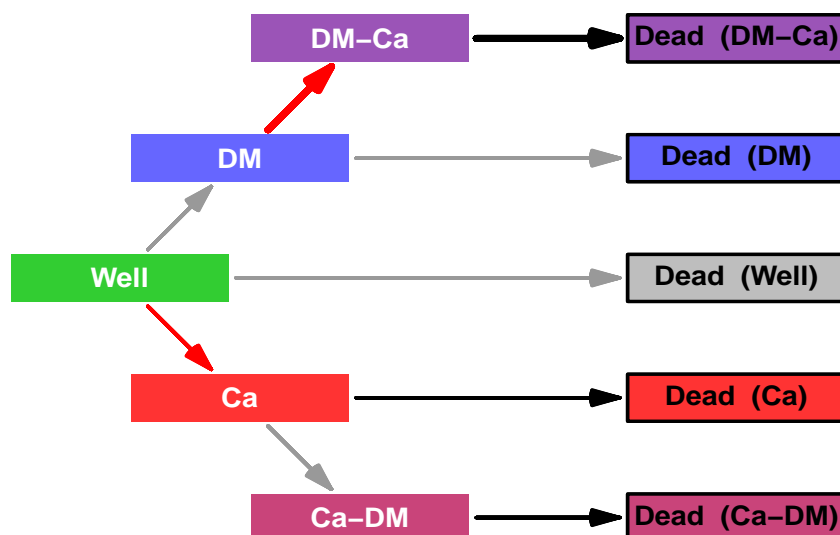 DM–Ca
Dead (DM–Ca)
DM
Dead (DM)
Well
Dead (Well)
Ca
Dead (Ca)
Ca–DM
Dead (Ca–DM)